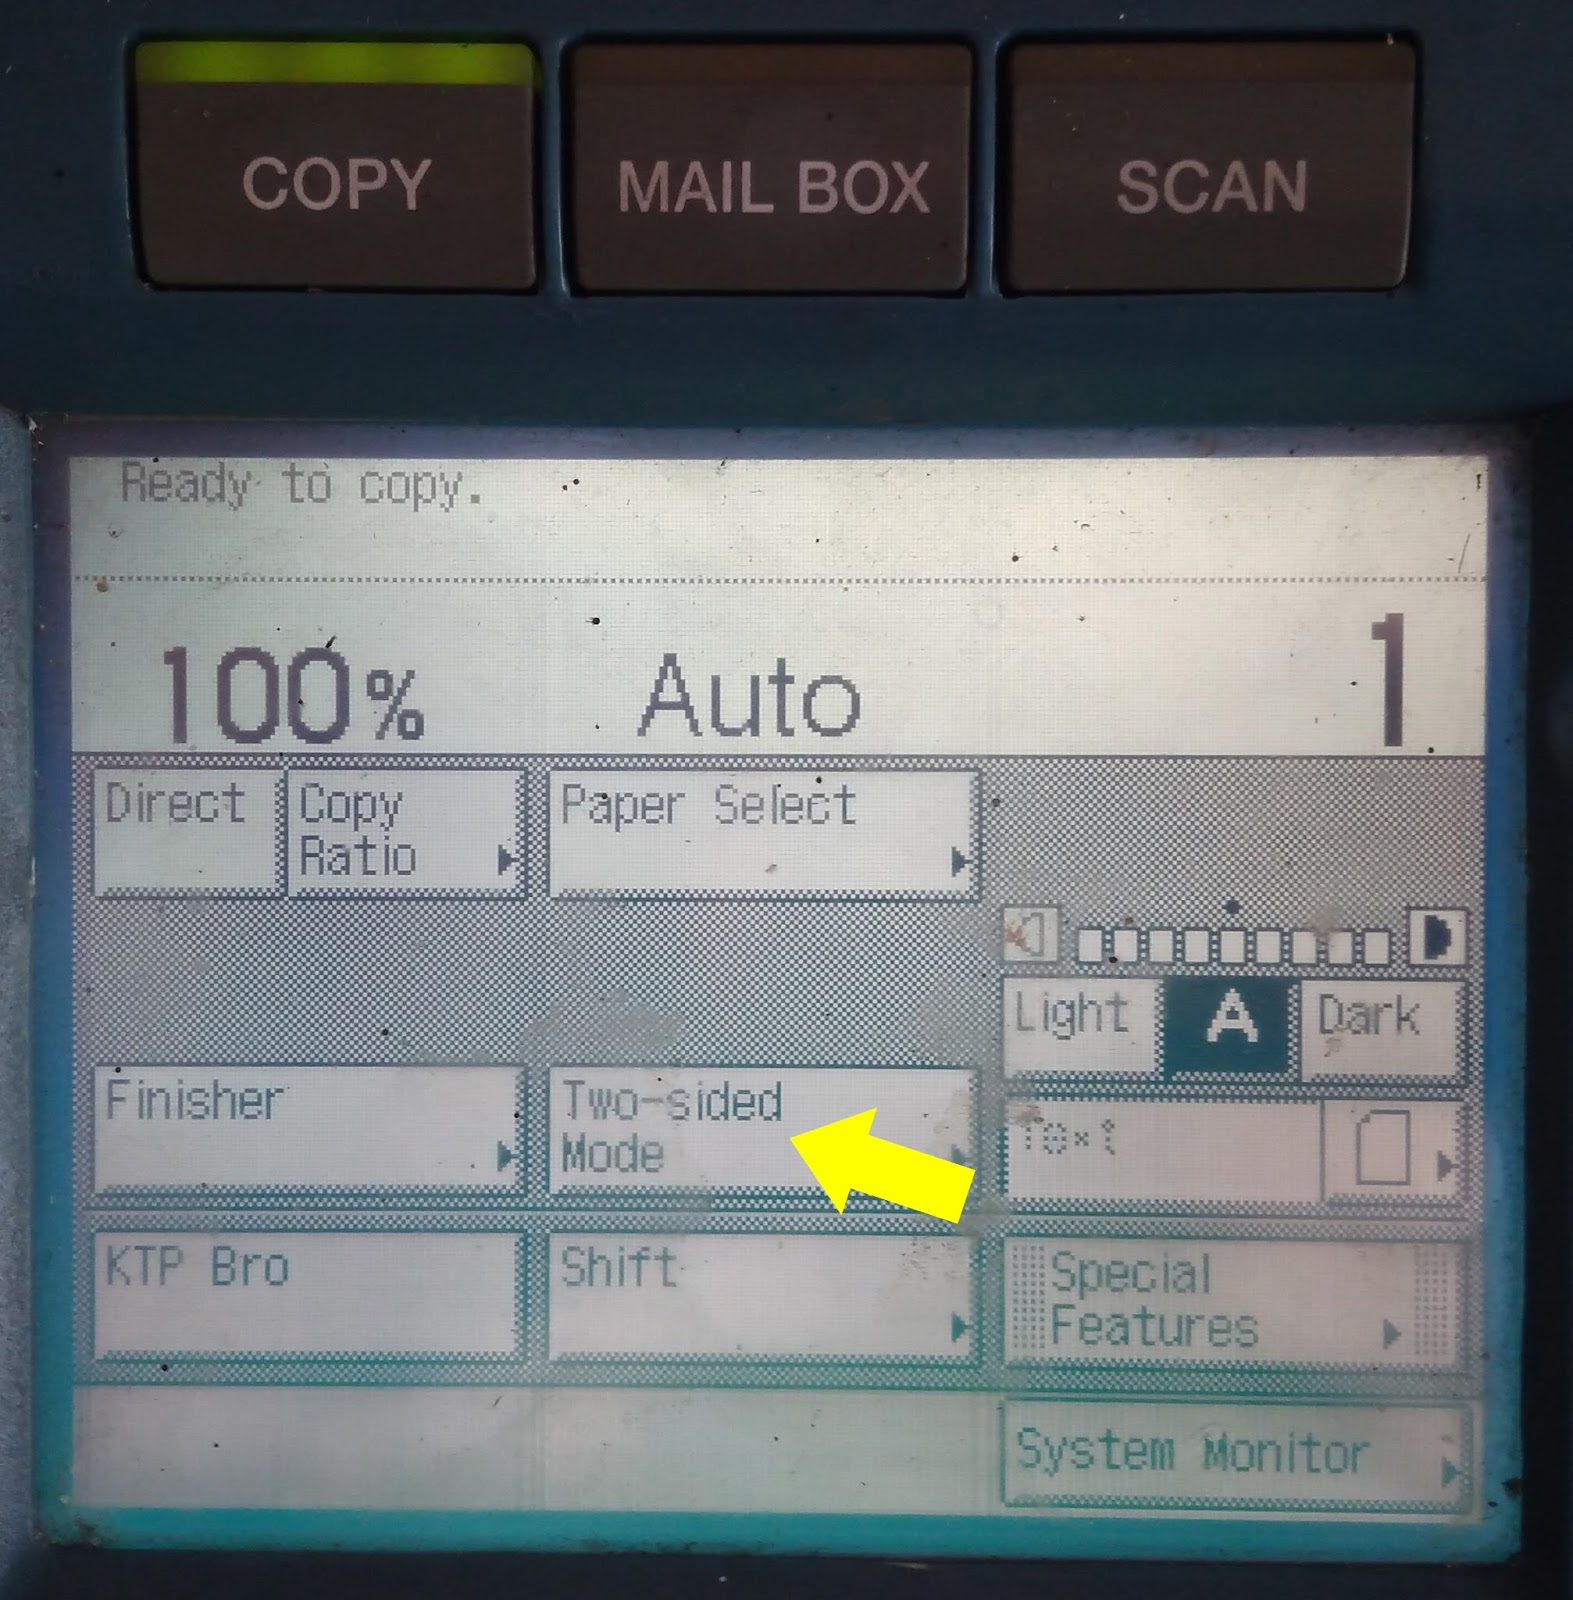 COPY
MAIL BOX
SCAN
Ready to copy.
100%
Auto
1
Direct
Copy
Ratio
Paper Select
Light
A
Dark
Finisher
Two-sided
Mode
Text
KTP Bro
Shift
Special
Features
System Monitor